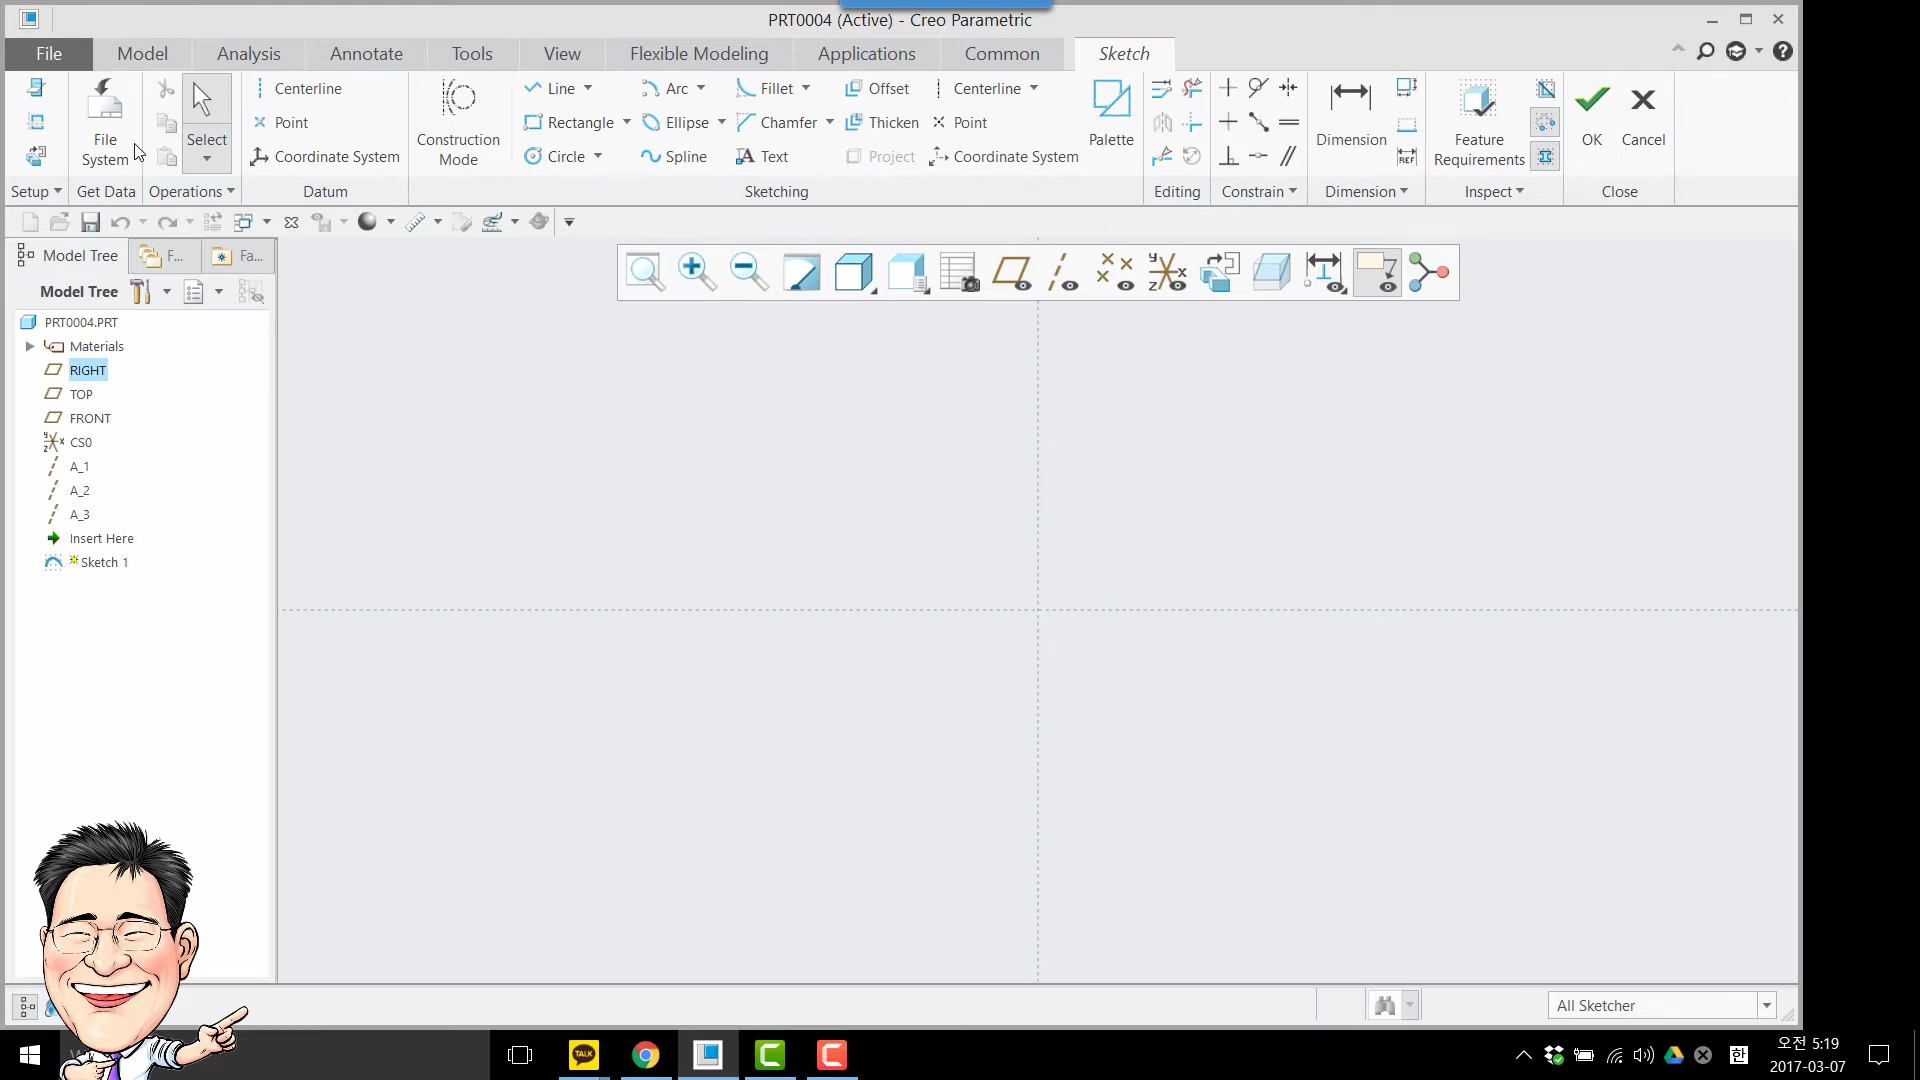 PRT0004 (Active) - Creo Parametric
File Model Analysis Annotate Tools View Flexible Modeling Applications Common Sketch
Centerline Line Arc Fillet Offset Centerline
Point Rectangle Ellipse Chamfer Thicken Point
Coordinate System Circle Spline Text Project Coordinate System
File System
Select
Construction Mode
Palette
Dimension
REF
Feature Requirements
OK Cancel
Setup Get Data Operations Datum Sketching Editing Constrain Dimension Inspect Close
Model Tree F... Fa...
Model Tree
PRT0004.PRT
Materials
RIGHT
TOP
FRONT
CS0
A_1
A_2
A_3
Insert Here
Sketch 1
All Sketcher
TALK
한
오전 5:19
2017-03-07